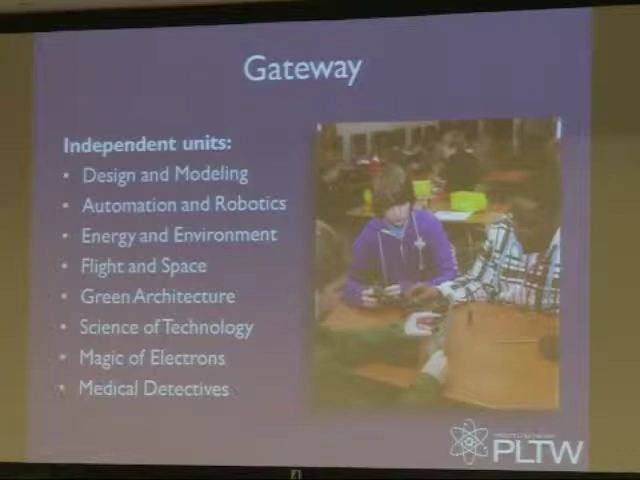 Gateway
Independent units:
• Design and Modeling
• Automation and Robotics
• Energy and Environment
• Flight and Space
• Green Architecture
• Science of Technology
• Magic of Electrons
• Medical Detectives
PLTW